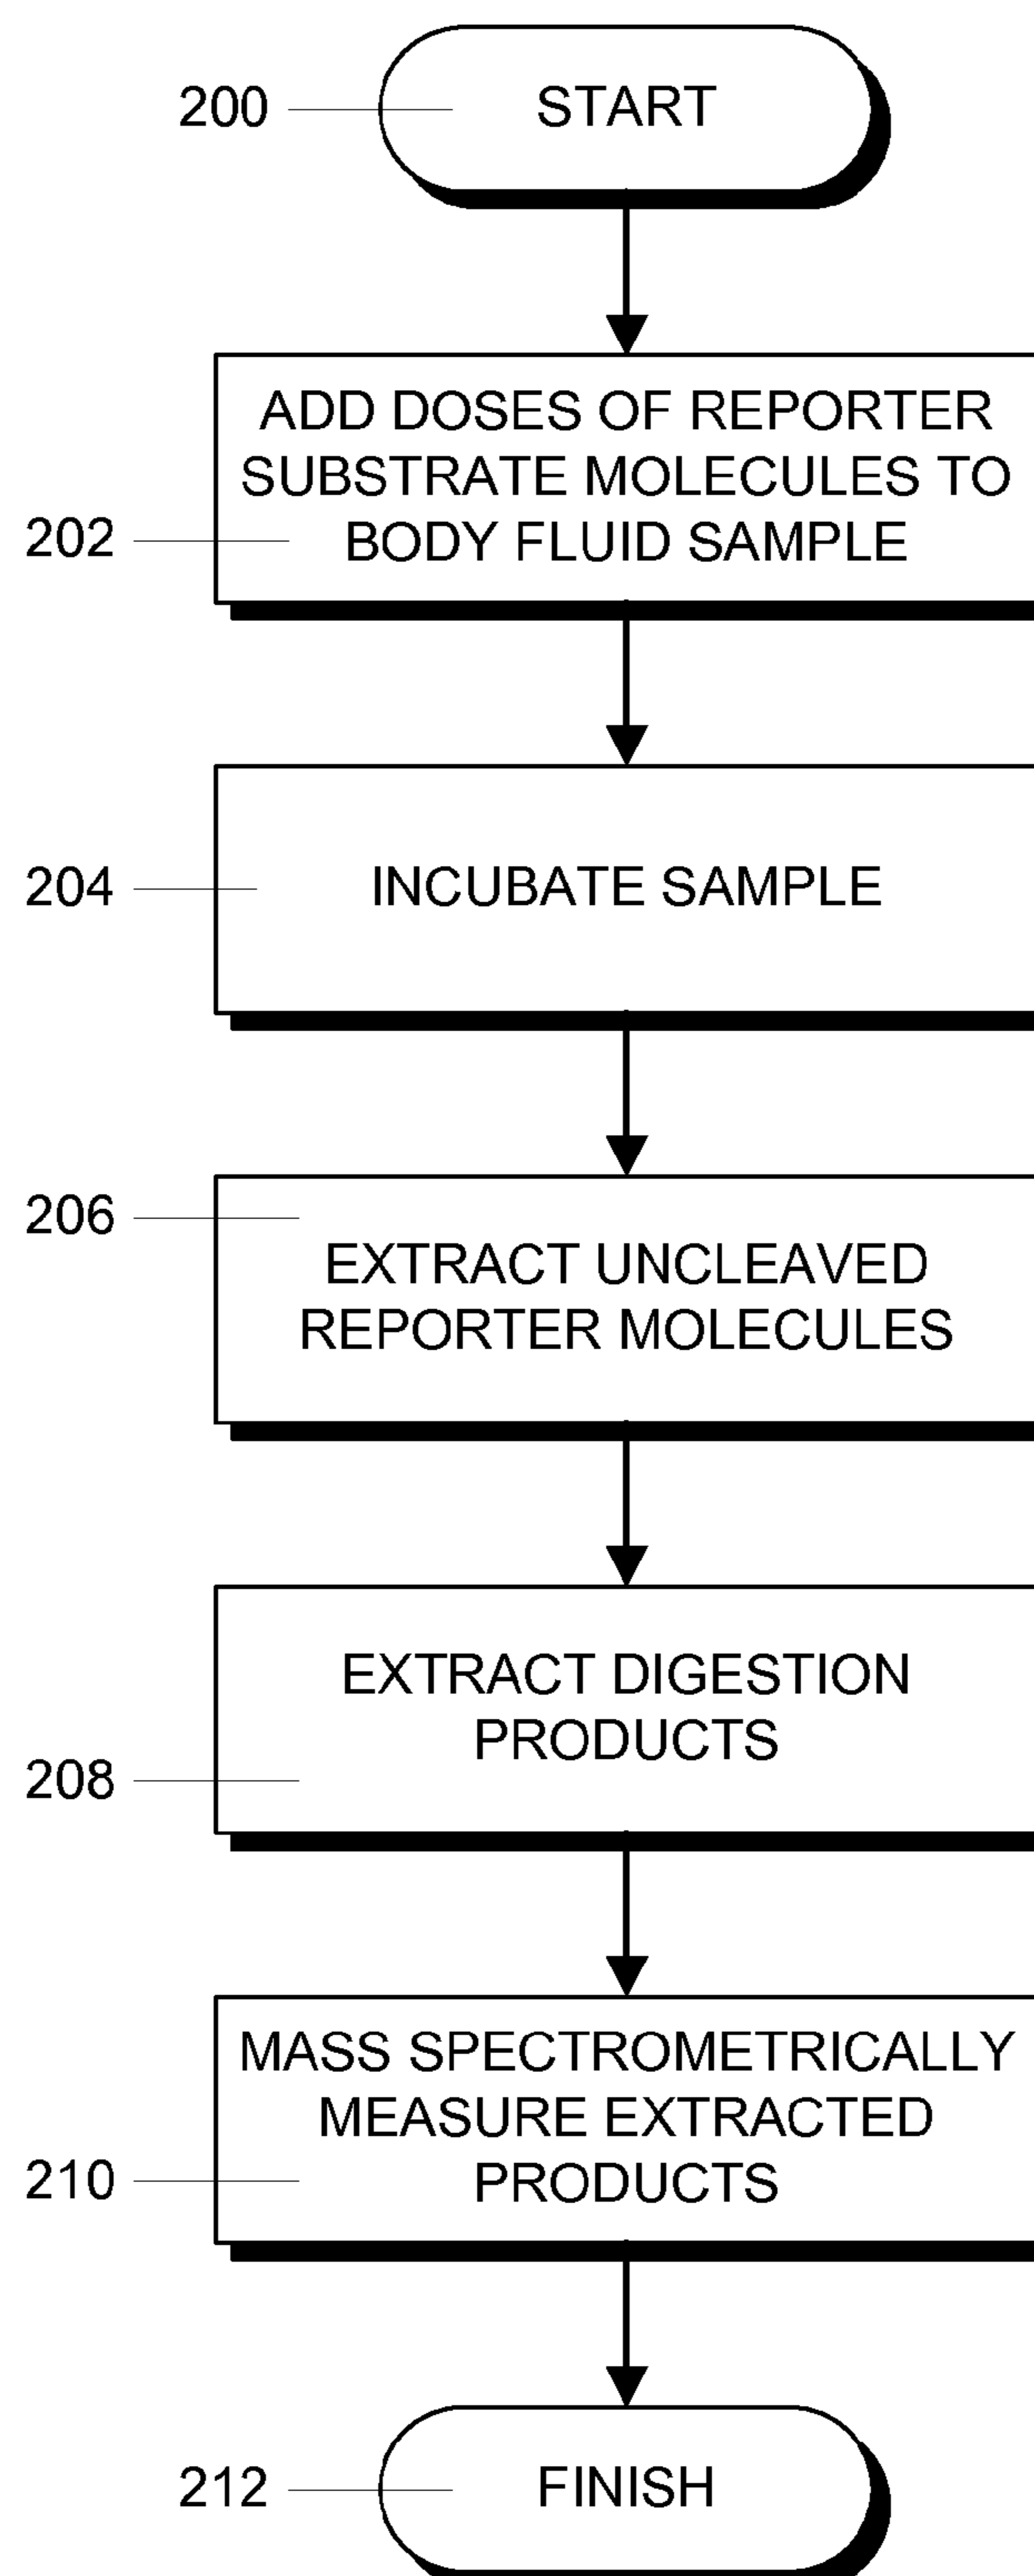 200
START
ADD DOSES OF REPORTER
SUBSTRATE MOLECULES TO
202
BODY FLUID SAMPLE
204
INCUBATE SAMPLE
206
EXTRACT UNCLEAVED
REPORTER MOLECULES
EXTRACT DIGESTION
PRODUCTS
208
MASS SPECTROMETRICALLY
MEASURE EXTRACTED
210
PRODUCTS
212
FINISH